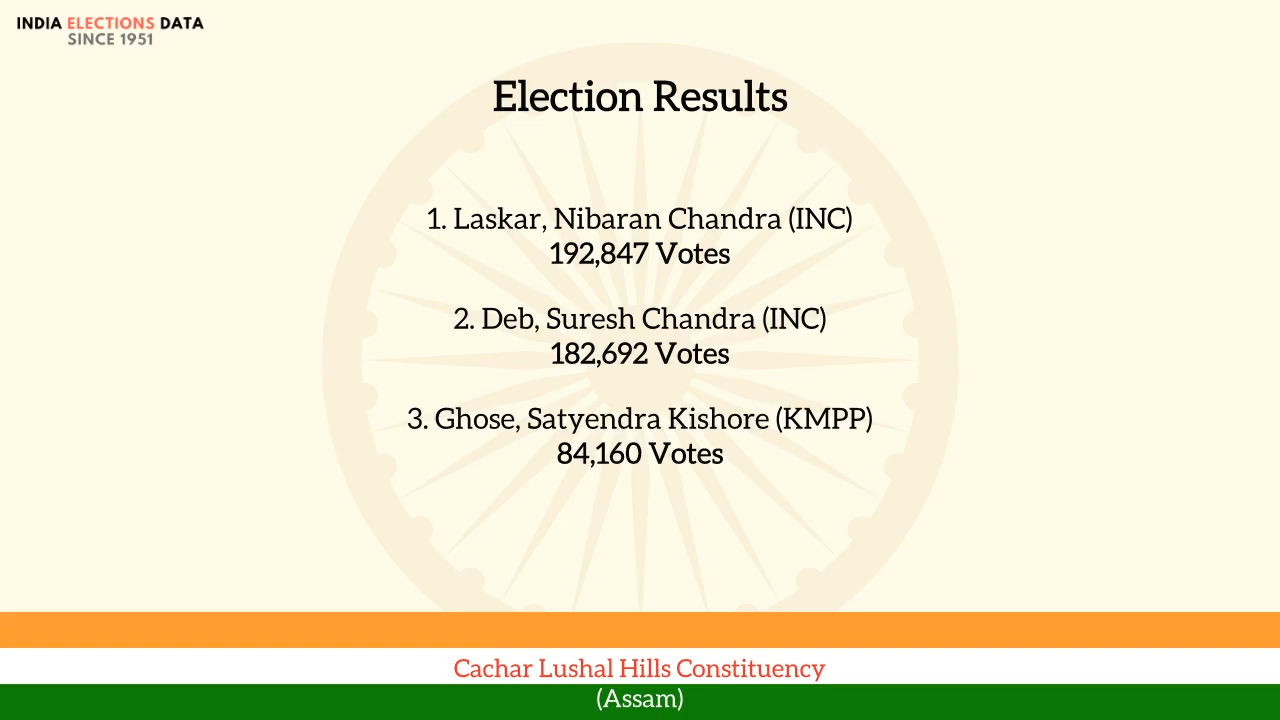 INDIA ELECTIONS DATA
SINCE 1951
Election Results
1. Laskar, Nibaran Chandra (INC)
192,847 Votes
2. Deb, Suresh Chandra (INC)
182,692 Votes
3. Ghose, Satyendra Kishore (KMPP)
84,160 Votes
Cachar Lushal Hills Constituency
(Assam)